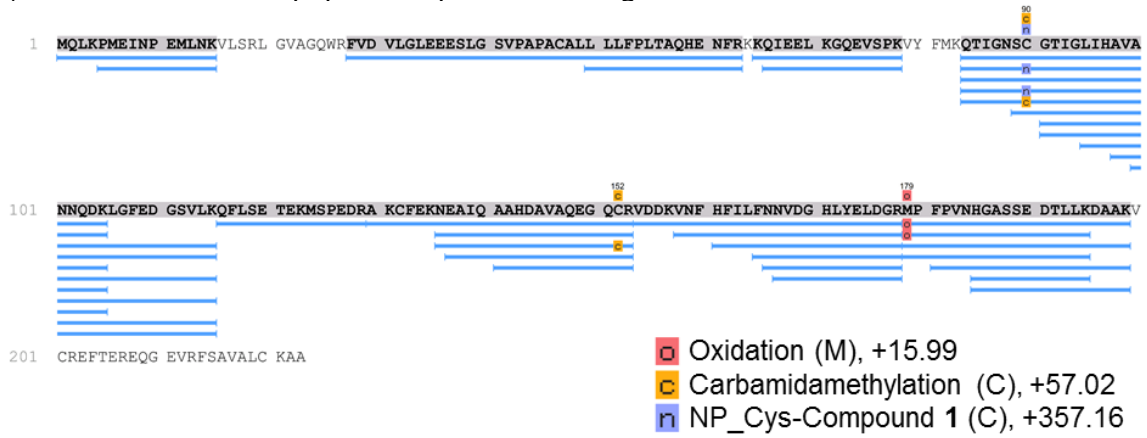 90
c
n
1 MQLKPMEINP EMLNKVLSRL GVAGQWRFVD VLGLEEESLG SVPAPACALL LLFPLTAQHE NFRKKQIEEL KGQEVSPKVY FMKQTIGNSC GTIGLIHAVA
n
n
c
152 179
c o
101 NNQDKLGFED GSVLKQFLSE TEKMSPEDRA KCFEKNEAIQ AAHDAVAQEG QCRVDDKVNF HFILFNNVDG HLYELDGRMP FPVNHGASSE DTLLKDAAKV
o
o
c
201 CREFTEREQG EVRFSAVALC KAA
o Oxidation (M), +15.99
c Carbamidamethylation (C), +57.02
n NP_Cys-Compound 1 (C), +357.16